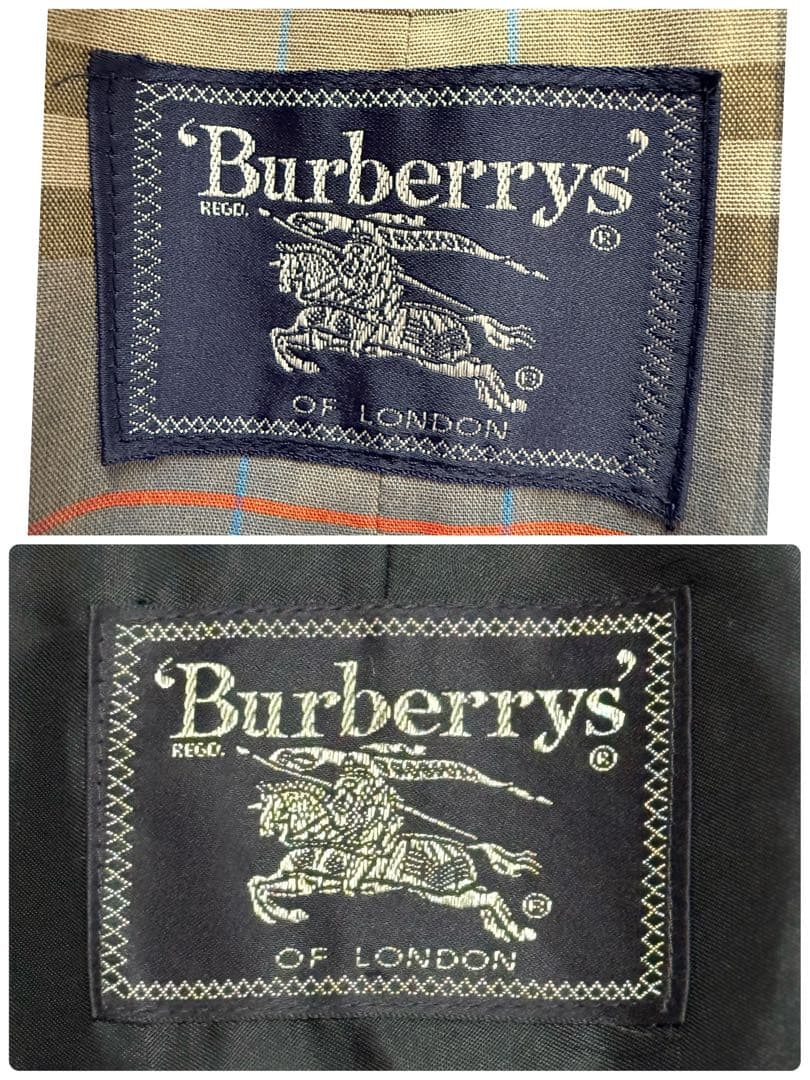 ‘Burberrys’
REGD. ®
®
OF LONDON
‘Burberrys’
REGD. ®
®
OF LONDON